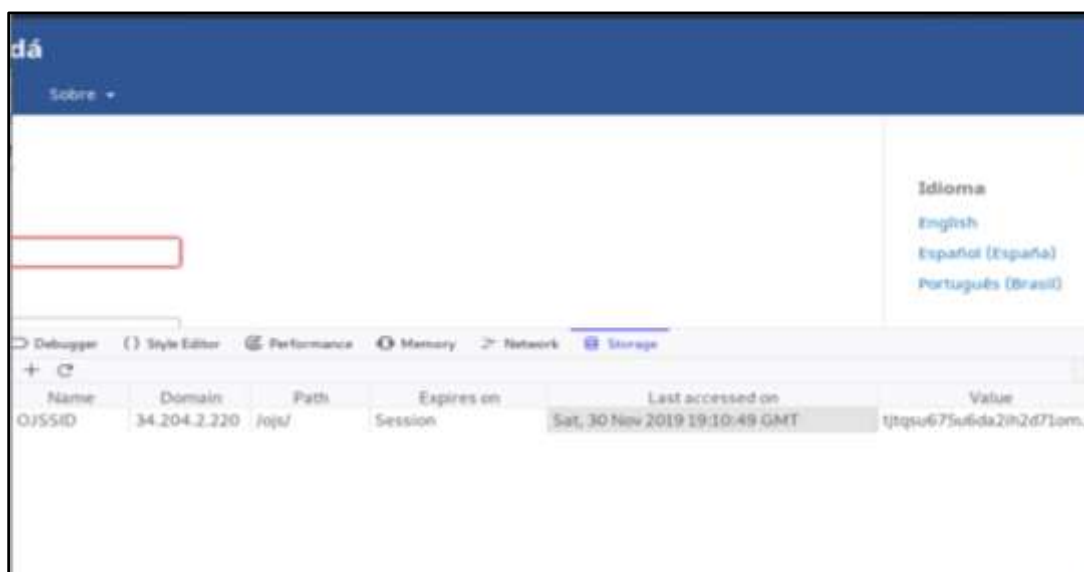 dá
Sobre
Idioma
English
Español (España)
Português (Brasil)
Debugger {} Style Editor Performance Memory Network Storage
+
Name Domain Path Expires on Last accessed on Value
OJSSID 34.204.2.220 /ojs/ Session Sat, 30 Nov 2019 19:10:49 GMT